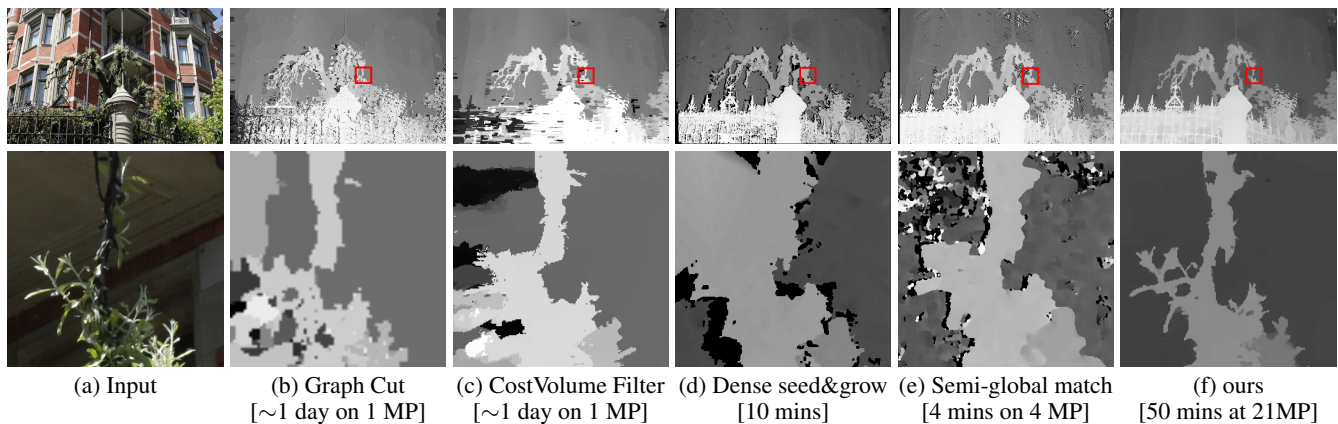 (a) Input
(b) Graph Cut
[∼1 day on 1 MP]
(c) CostVolume Filter
[∼1 day on 1 MP]
(d) Dense seed&grow
[10 mins]
(e) Semi-global match
[4 mins on 4 MP]
(f) ours
[50 mins at 21MP]